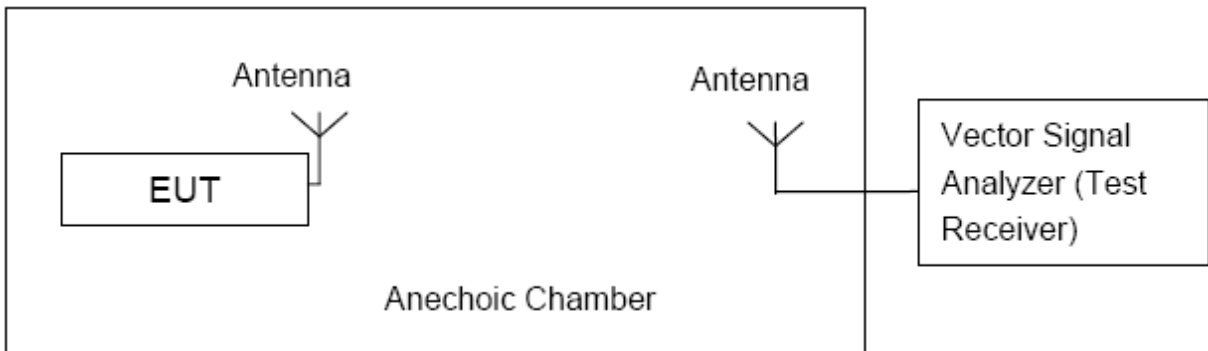 Antenna
Antenna
EUT
Vector Signal
Analyzer (Test
Receiver)
Anechoic Chamber